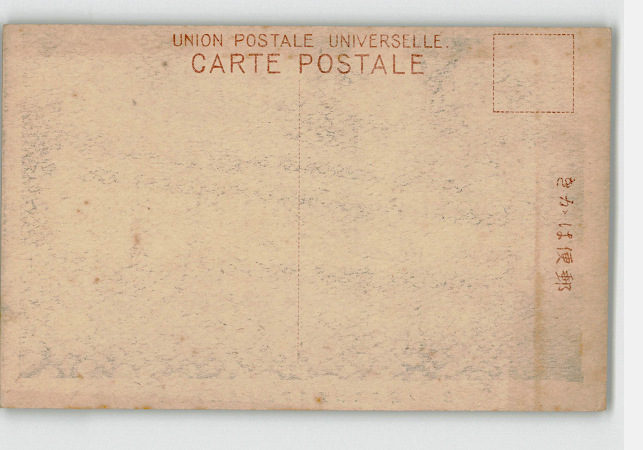 UNION POSTALE UNIVERSELLE.
CARTE POSTALE
きかは便郵